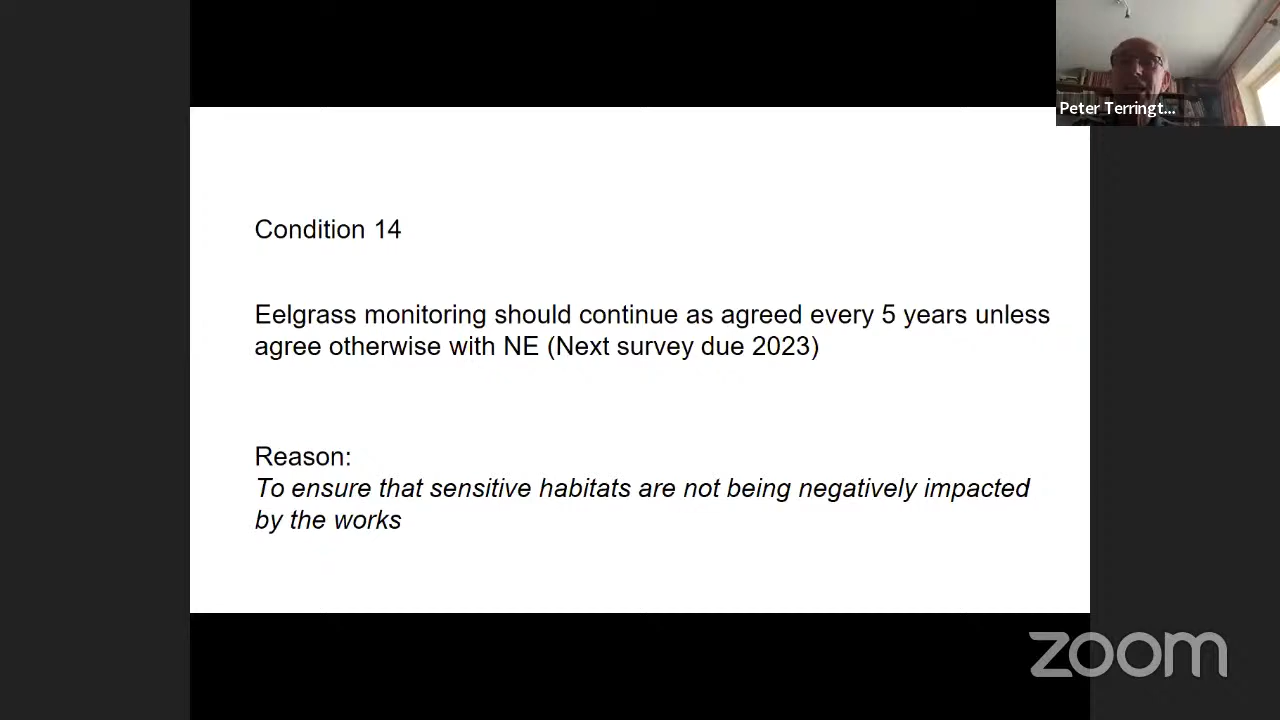 Peter Terringt...
Condition 14
Eelgrass monitoring should continue as agreed every 5 years unless
agree otherwise with NE (Next survey due 2023)
Reason:
To ensure that sensitive habitats are not being negatively impacted
by the works
zoom